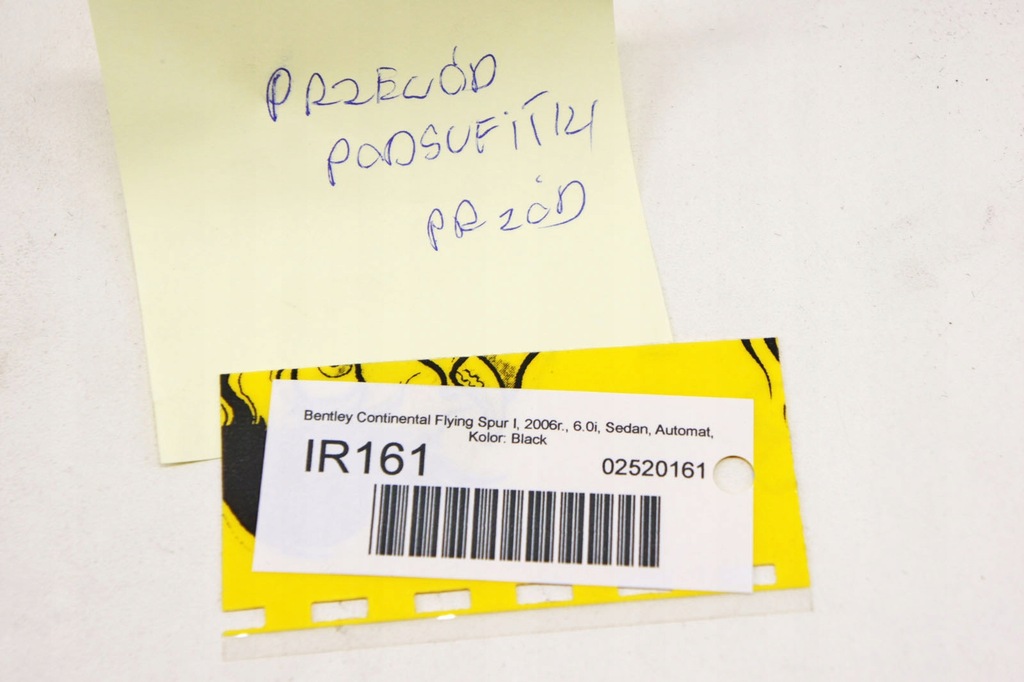 PRZEWÓD
PODSUFITKI
PRZÓD
Bentley Continental Flying Spur I, 2006r., 6.0i, Sedan, Automat,
Kolor: Black
IR161
02520161